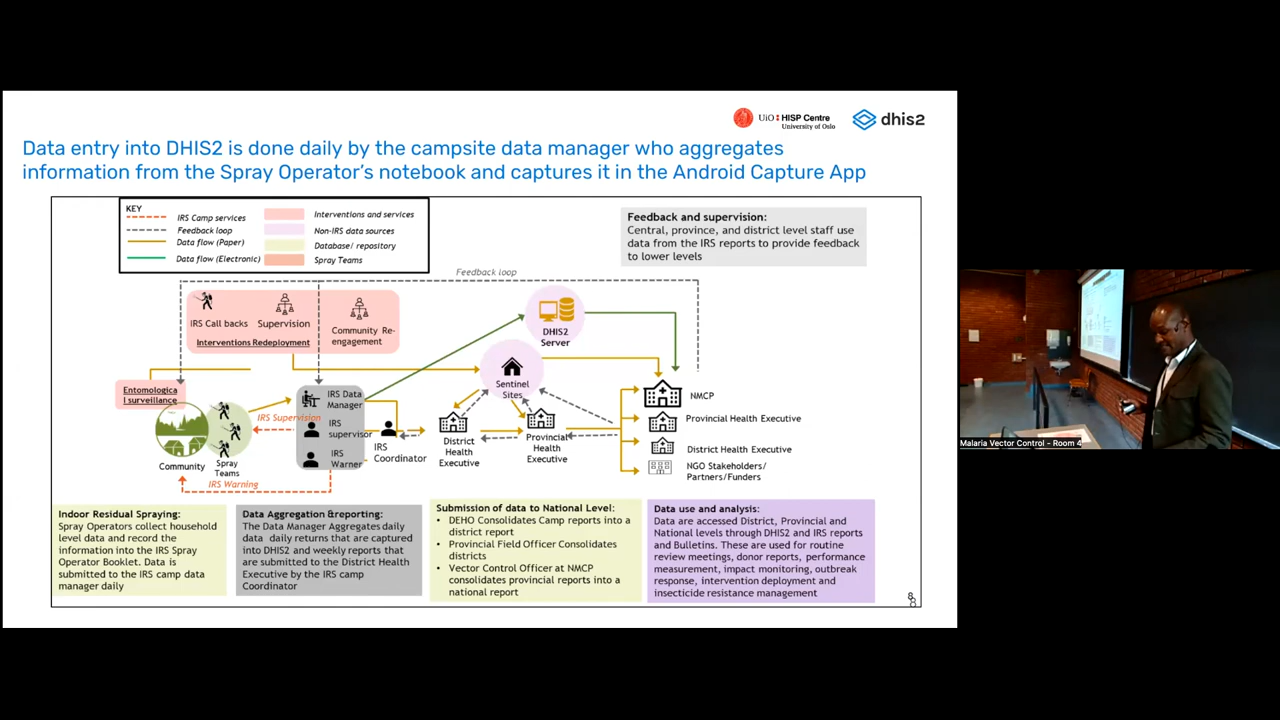 UiO : HISP Centre
University of Oslo
dhis2
Data entry into DHIS2 is done daily by the campsite data manager who aggregates
information from the Spray Operator's notebook and captures it in the Android Capture App
KEY
IRS Camp services
Feedback loop
Data flow (Paper)
Data flow (Electronic)
Interventions and services
Non-IRS data sources
Database/ repository
Spray Teams
Feedback and supervision:
Central, province, and district level staff use
data from the IRS reports to provide feedback
to lower levels
Feedback loop
IRS Call backs
Supervision
Community Re-
engagement
Interventions Redeployment
DHIS2
Server
Sentinel
Sites
Entomologica
l surveillance
IRS Data
Manager
IRS Supervision
IRS
supervisor
IRS
Warner
IRS
Coordinator
Community
Spray
Teams
IRS Warning
District
Health
Executive
Provincial
Health
Executive
NMCP
Provincial Health Executive
District Health Executive
NGO Stakeholders/
Partners/Funders
Indoor Residual Spraying:
Spray Operators collect household
level data and record the
information into the IRS Spray
Operator Booklet. Data is
submitted to the IRS camp data
manager daily
Data Aggregation &reporting:
The Data Manager Aggregates daily
data daily returns that are captured
into DHIS2 and weekly reports that
are submitted to the District Health
Executive by the IRS camp
Coordinator
Submission of data to National Level:
• DEHO Consolidates Camp reports into a
district report
• Provincial Field Officer Consolidates
districts
• Vector Control Officer at NMCP
consolidates provincial reports into a
national report
Data use and analysis:
Data are accessed District, Provincial and
National levels through DHIS2 and IRS reports
and Bulletins. These are used for routine
review meetings, donor reports, performance
measurement, impact monitoring, outbreak
response, intervention deployment and
insecticide resistance management
8
8
Malaria Vector Control - Room 4